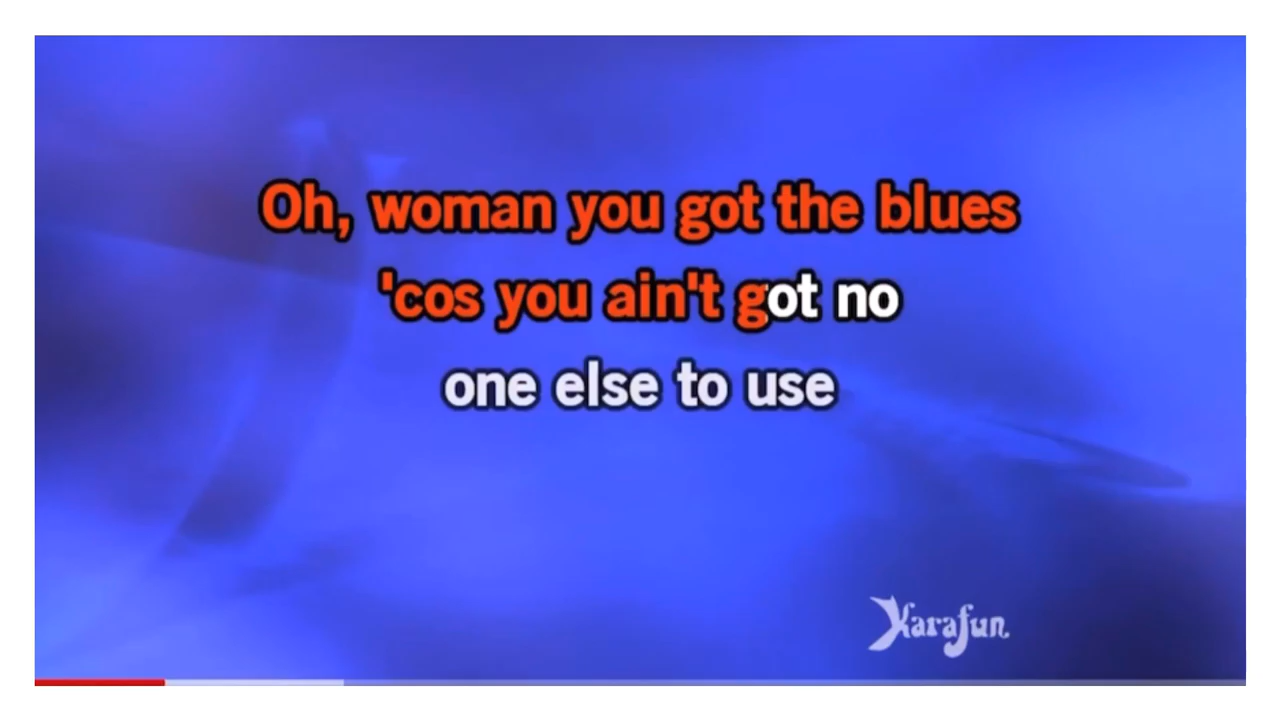 Oh, woman you got the blues
'cos you ain't got no
one else to use
Karafun